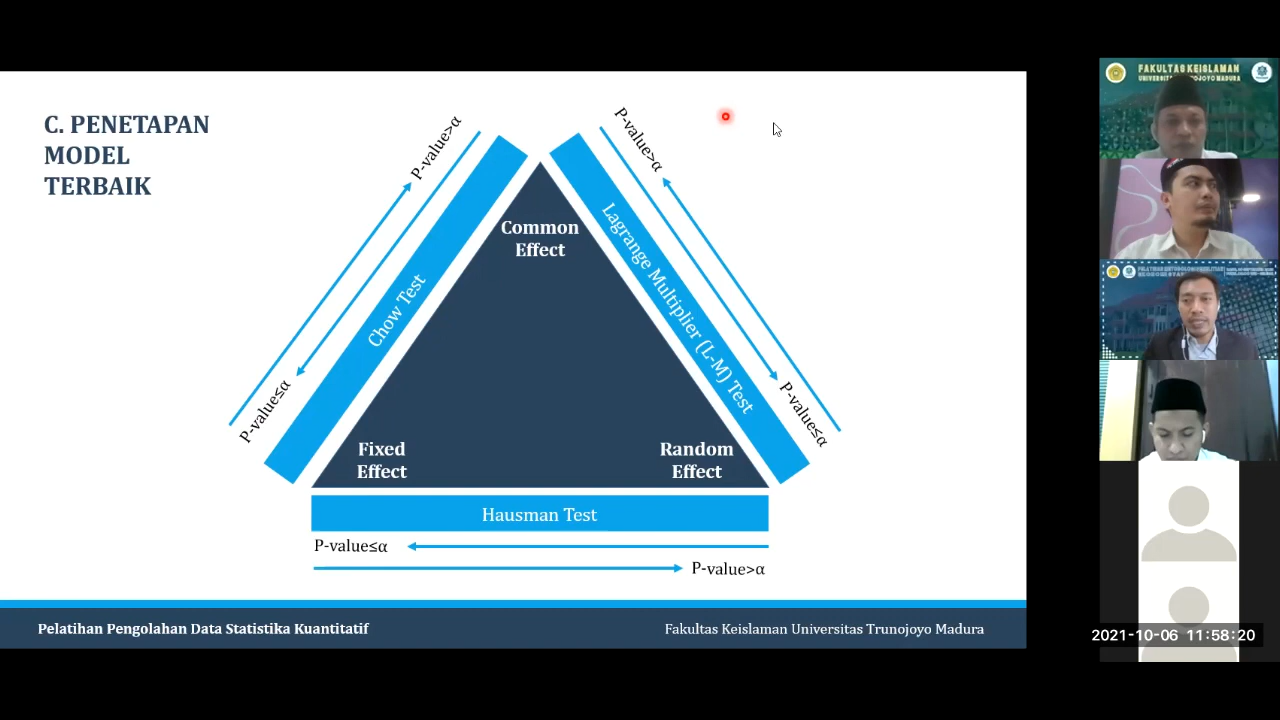 C. PENETAPAN
MODEL
TERBAIK
P-value>α
P-value≤α
Chow Test
Common
Effect
P-value>α
Lagrange Multiplier (L-M) Test
P-value≤α
Fixed
Effect
Random
Effect
Hausman Test
P-value≤α
P-value>α
Pelatihan Pengolahan Data Statistika Kuantitatif
Fakultas Keislaman Universitas Trunojoyo Madura
FAKULTAS KEISLAMAN
2021-10-06 11:58:20